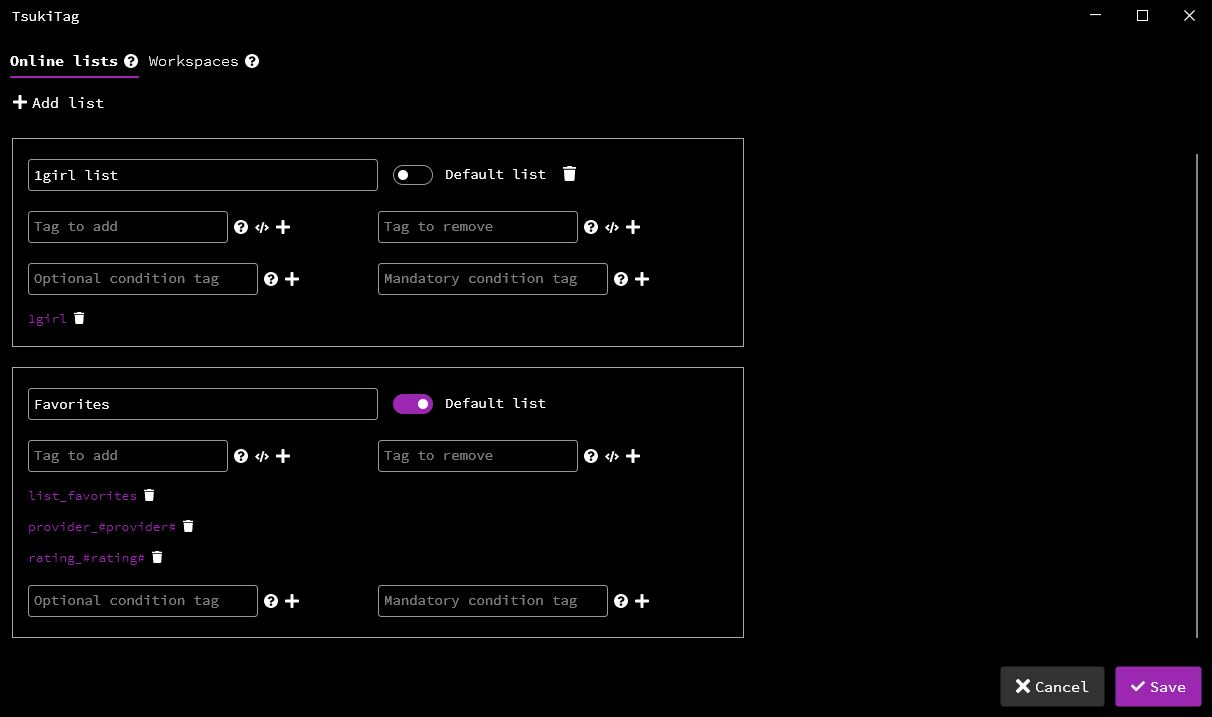 TsukiTag
Online lists Workspaces
Add list
1girl list Default list
Tag to add Tag to remove
Optional condition tag Mandatory condition tag
1girl
Favorites Default list
Tag to add Tag to remove
list_favorites
provider_#provider#
rating_#rating#
Optional condition tag Mandatory condition tag
Cancel Save